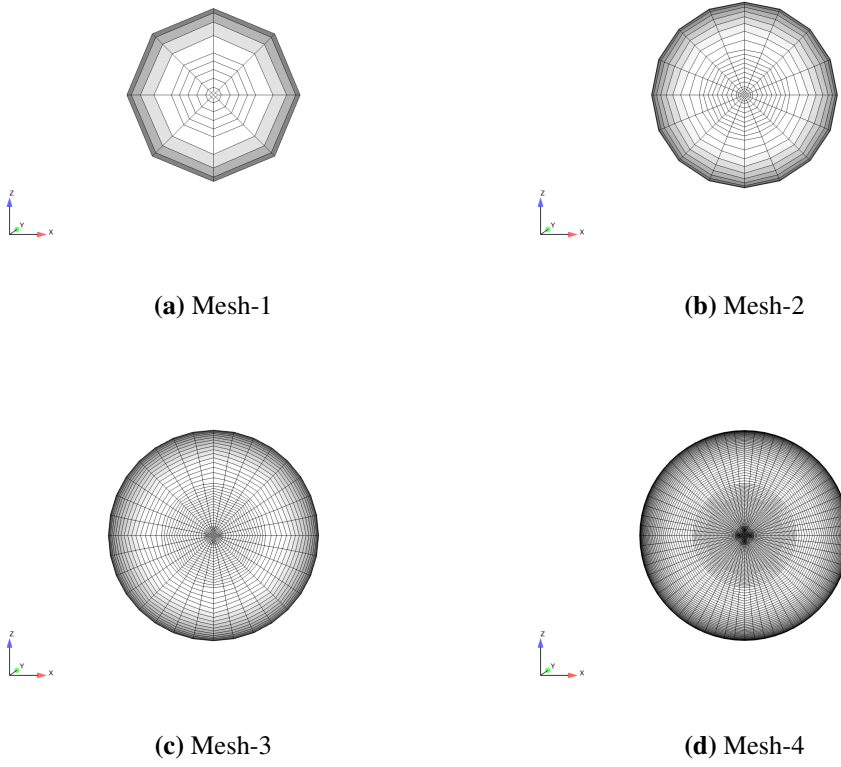 Z
Y
X
Z
Y
X
(a) Mesh-1
(b) Mesh-2
Z
Y
X
Z
Y
X
(c) Mesh-3
(d) Mesh-4